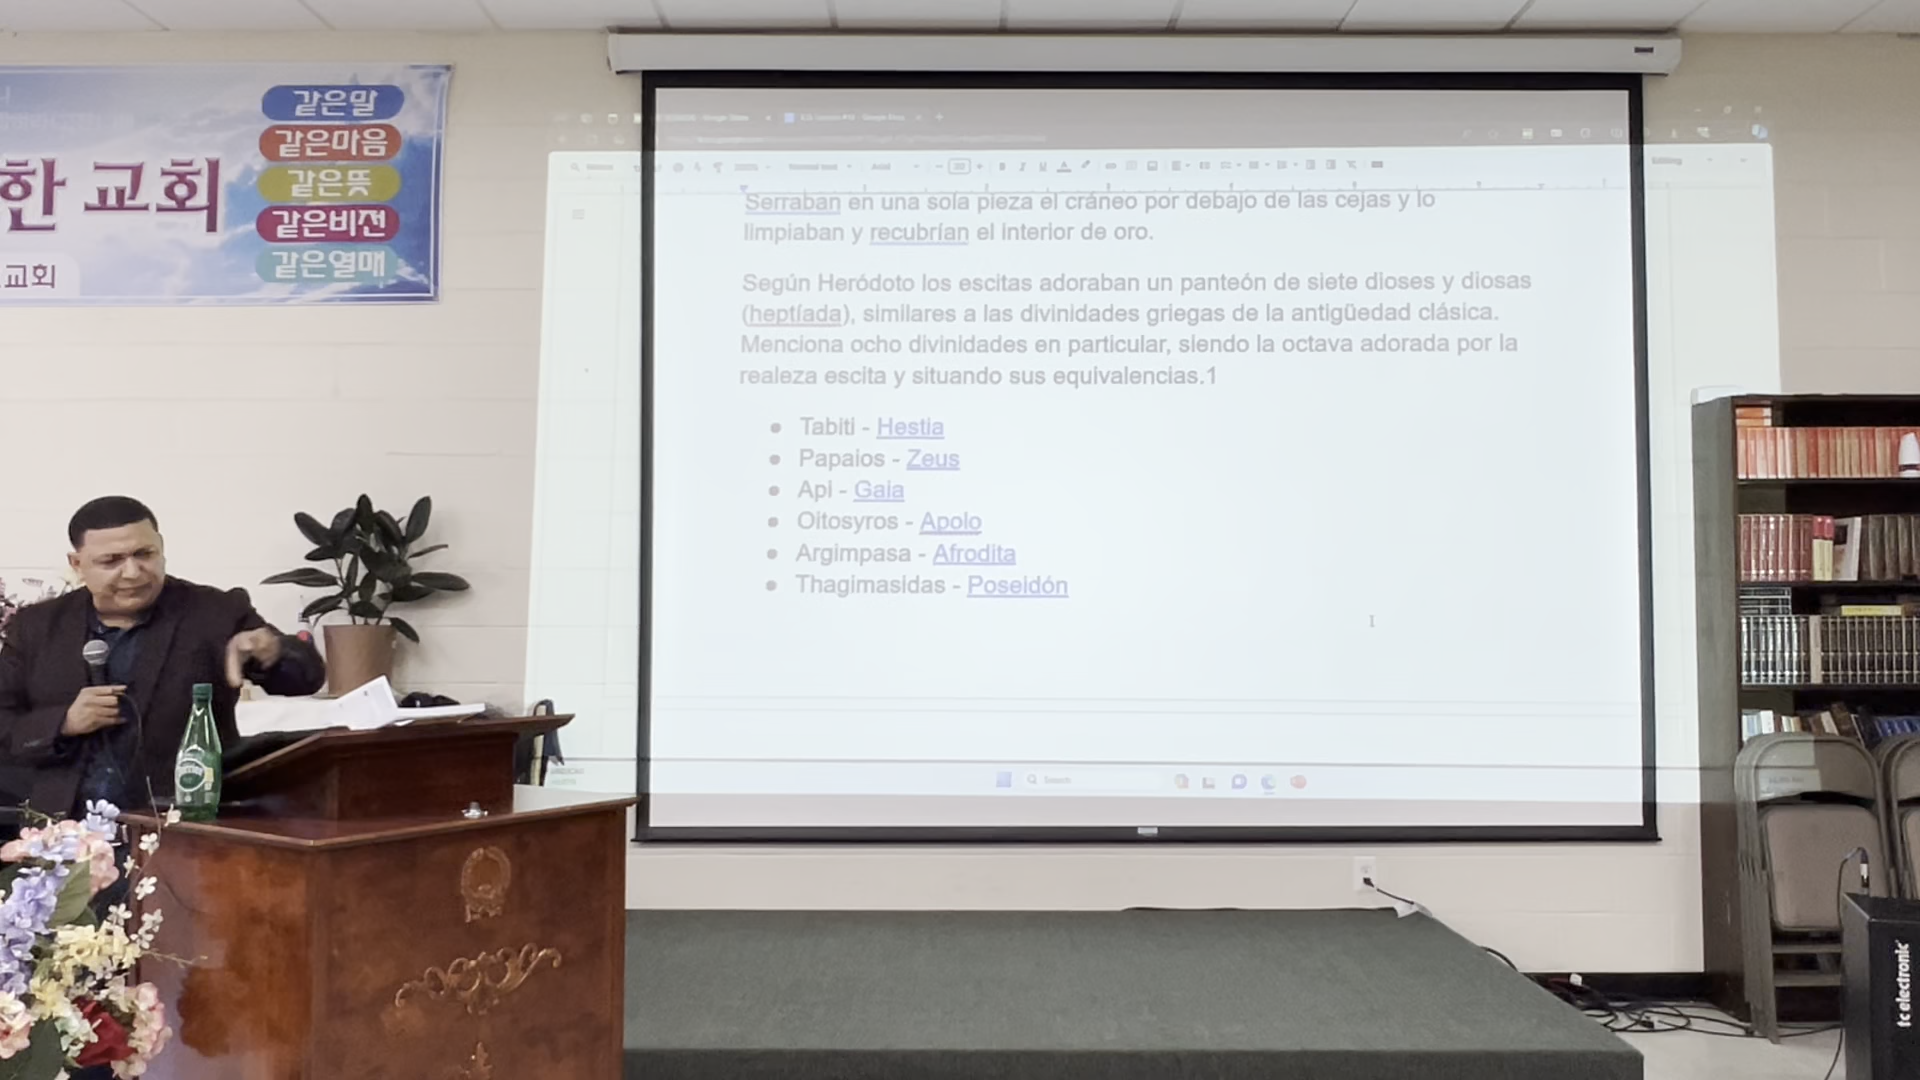 한 교회
같은말
같은마음
같은뜻
같은비전
같은열매
교회
Editing
Serraban en una sola pieza el cráneo por debajo de las cejas y lo
limpiaban y recubrían el interior de oro.
Según Heródoto los escitas adoraban un panteón de siete dioses y diosas
(heptíada), similares a las divinidades griegas de la antigüedad clásica.
Menciona ocho divinidades en particular, siendo la octava adorada por la
realeza escita y situando sus equivalencias.1
● Tabiti - Hestia
● Papaios - Zeus
● Api - Gaia
● Oitosyros - Apolo
● Argimpasa - Afrodita
● Thagimasidas - Poseidón
Search
tc electronic